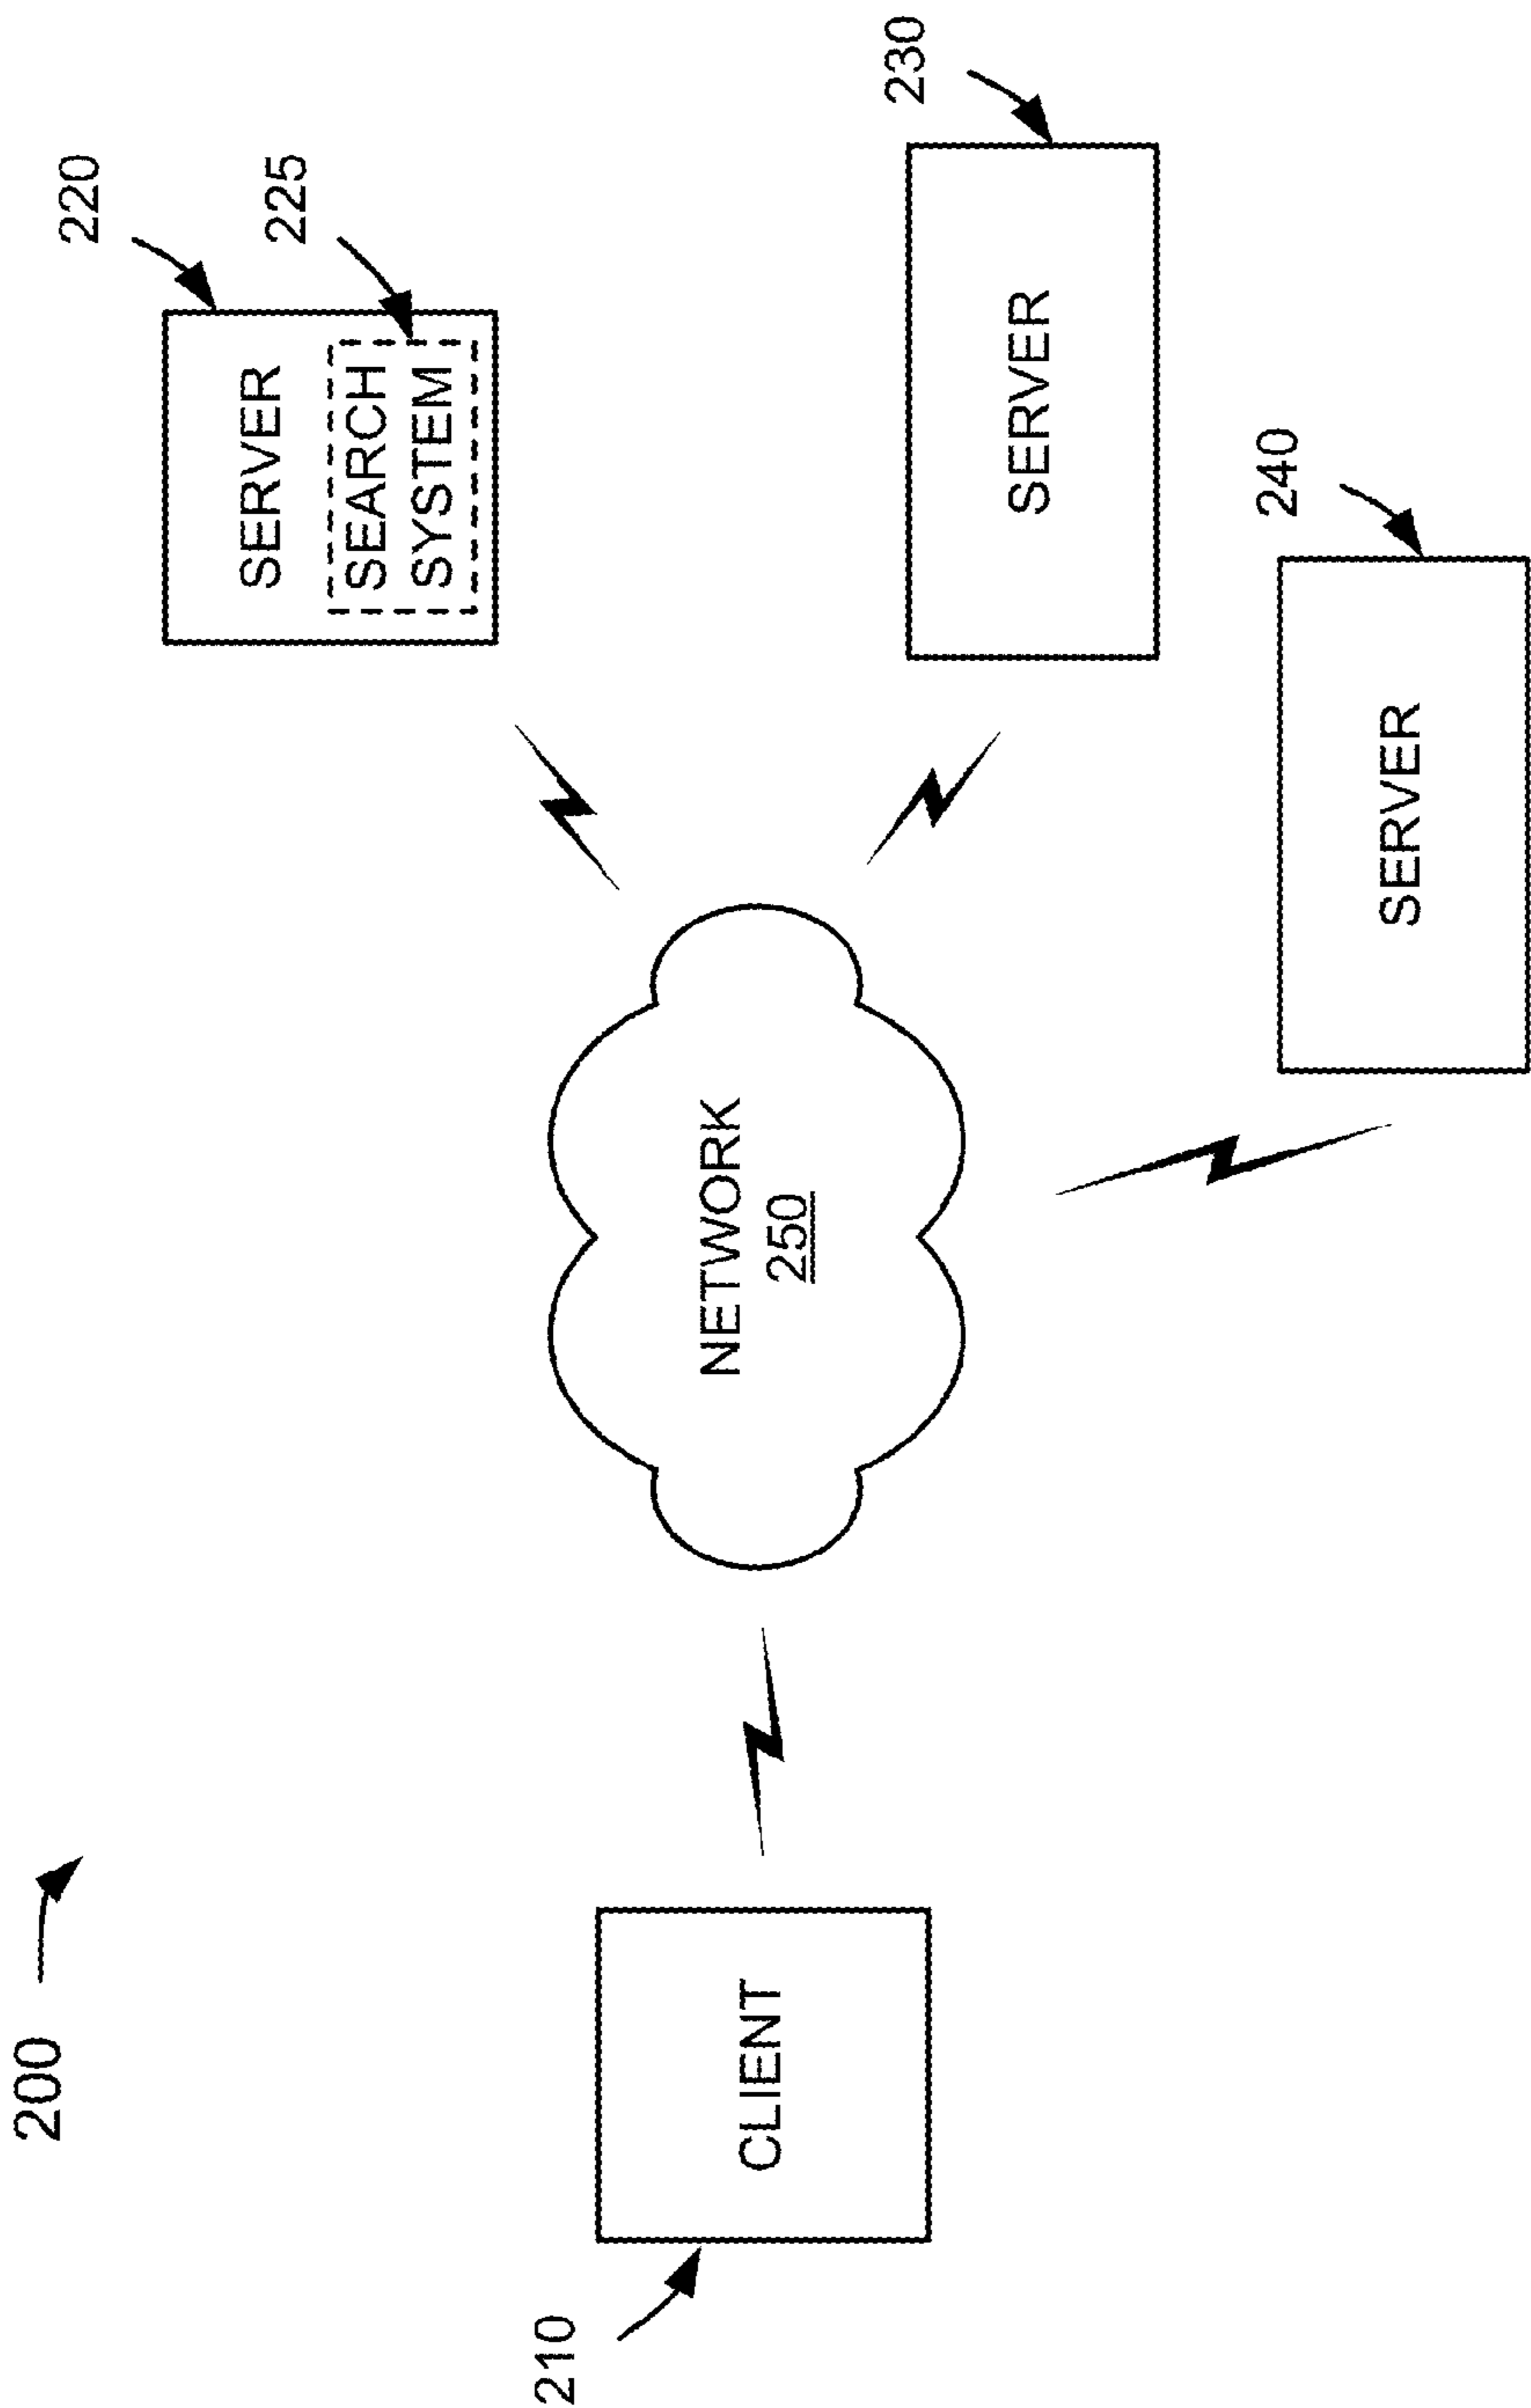 200
220
SERVER
225
SEARCH
SYSTEM
210
CLIENT
NETWORK
250
230
SERVER
240
SERVER